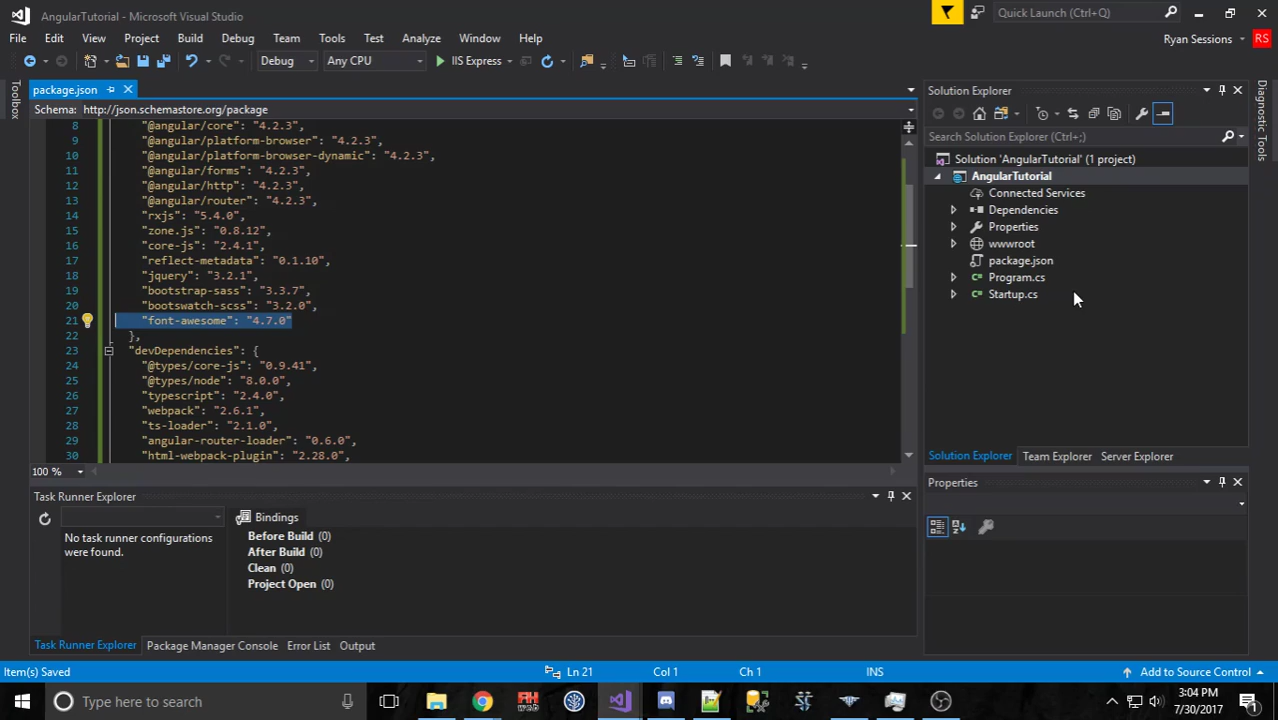 AngularTutorial - Microsoft Visual Studio
Quick Launch (Ctrl+Q)
File Edit View Project Build Debug Team Tools Test Analyze Window Help
Ryan Sessions RS
Debug Any CPU IIS Express
Toolbox
package.json
Schema: http://json.schemastore.org/package
8 "@angular/core": "4.2.3",
9 "@angular/platform-browser": "4.2.3",
10 "@angular/platform-browser-dynamic": "4.2.3",
11 "@angular/forms": "4.2.3",
12 "@angular/http": "4.2.3",
13 "@angular/router": "4.2.3",
14 "rxjs": "5.4.0",
15 "zone.js": "0.8.12",
16 "core-js": "2.4.1",
17 "reflect-metadata": "0.1.10",
18 "jquery": "3.2.1",
19 "bootstrap-sass": "3.3.7",
20 "bootswatch-scss": "3.2.0",
21 "font-awesome": "4.7.0"
22 },
23 "devDependencies": {
24 "@types/core-js": "0.9.41",
25 "@types/node": "8.0.0",
26 "typescript": "2.4.0",
27 "webpack": "2.6.1",
28 "ts-loader": "2.1.0",
29 "angular-router-loader": "0.6.0",
30 "html-webpack-plugin": "2.28.0",
100 %
Solution Explorer
Search Solution Explorer (Ctrl+;)
Solution 'AngularTutorial' (1 project)
AngularTutorial
Connected Services
Dependencies
Properties
wwwroot
package.json
Program.cs
Startup.cs
Solution Explorer Team Explorer Server Explorer
Diagnostic Tools
Properties
Task Runner Explorer
No task runner configurations
were found.
Bindings
Before Build (0)
After Build (0)
Clean (0)
Project Open (0)
Task Runner Explorer Package Manager Console Error List Output
Item(s) Saved Ln 21 Col 1 Ch 1 INS Add to Source Control
Type here to search
3:04 PM
7/30/2017